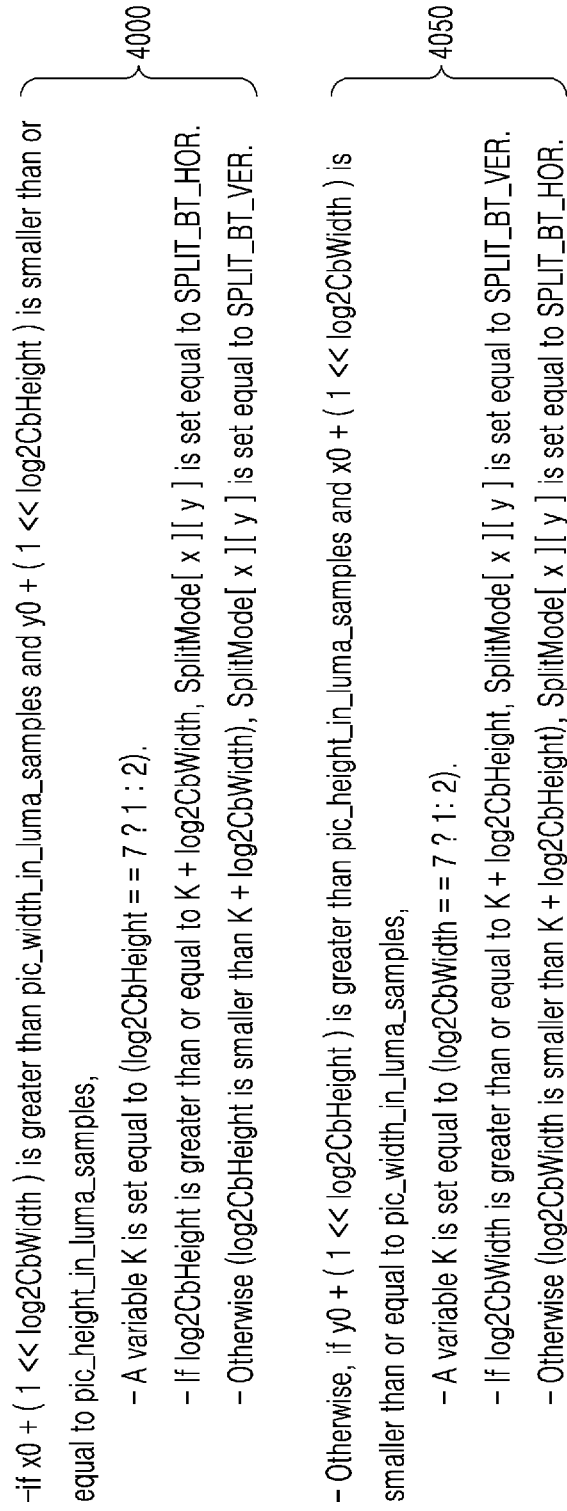 –if x0 + ( 1 << log2CbWidth ) is greater than pic_width_in_luma_samples and y0 + ( 1 << log2CbHeight ) is smaller than or
equal to pic_height_in_luma_samples,
– A variable K is set equal to (log2CbHeight = = 7 ? 1 : 2).
– If log2CbHeight is greater than or equal to K + log2CbWidth, SplitMode[ x ][ y ] is set equal to SPLIT_BT_HOR.
– Otherwise (log2CbHeight is smaller than K + log2CbWidth), SplitMode[ x ][ y ] is set equal to SPLIT_BT_VER.
4000
– Otherwise, if y0 + ( 1 << log2CbHeight ) is greater than pic_height_in_luma_samples and x0 + ( 1 << log2CbWidth ) is
smaller than or equal to pic_width_in_luma_samples,
– A variable K is set equal to (log2CbWidth = = 7 ? 1: 2).
– If log2CbWidth is greater than or equal to K + log2CbHeight, SplitMode[ x ][ y ] is set equal to SPLIT_BT_VER.
– Otherwise (log2CbWidth is smaller than K + log2CbHeight), SplitMode[ x ][ y ] is set equal to SPLIT_BT_HOR.
4050